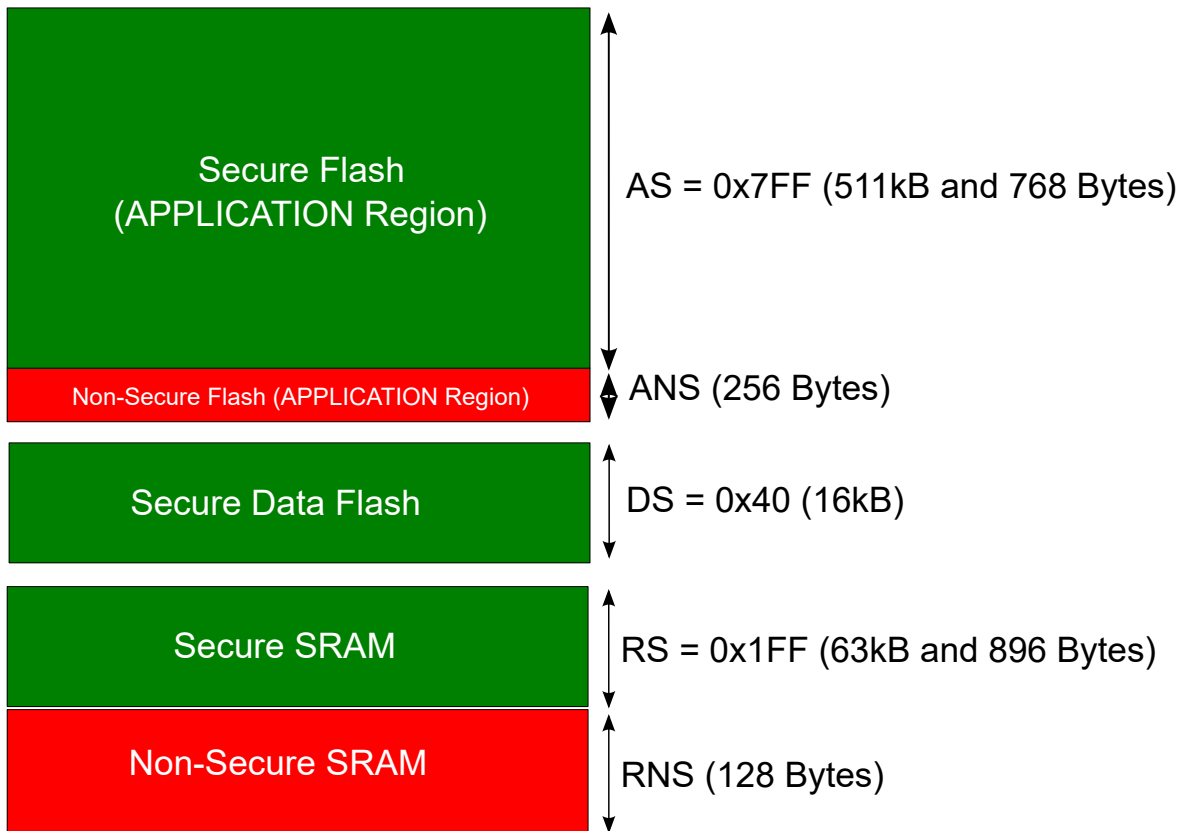 Secure Flash
(APPLICATION Region)
AS = 0x7FF (511kB and 768 Bytes)
Non-Secure Flash (APPLICATION Region)
ANS (256 Bytes)
Secure Data Flash
DS = 0x40 (16kB)
Secure SRAM
RS = 0x1FF (63kB and 896 Bytes)
Non-Secure SRAM
RNS (128 Bytes)